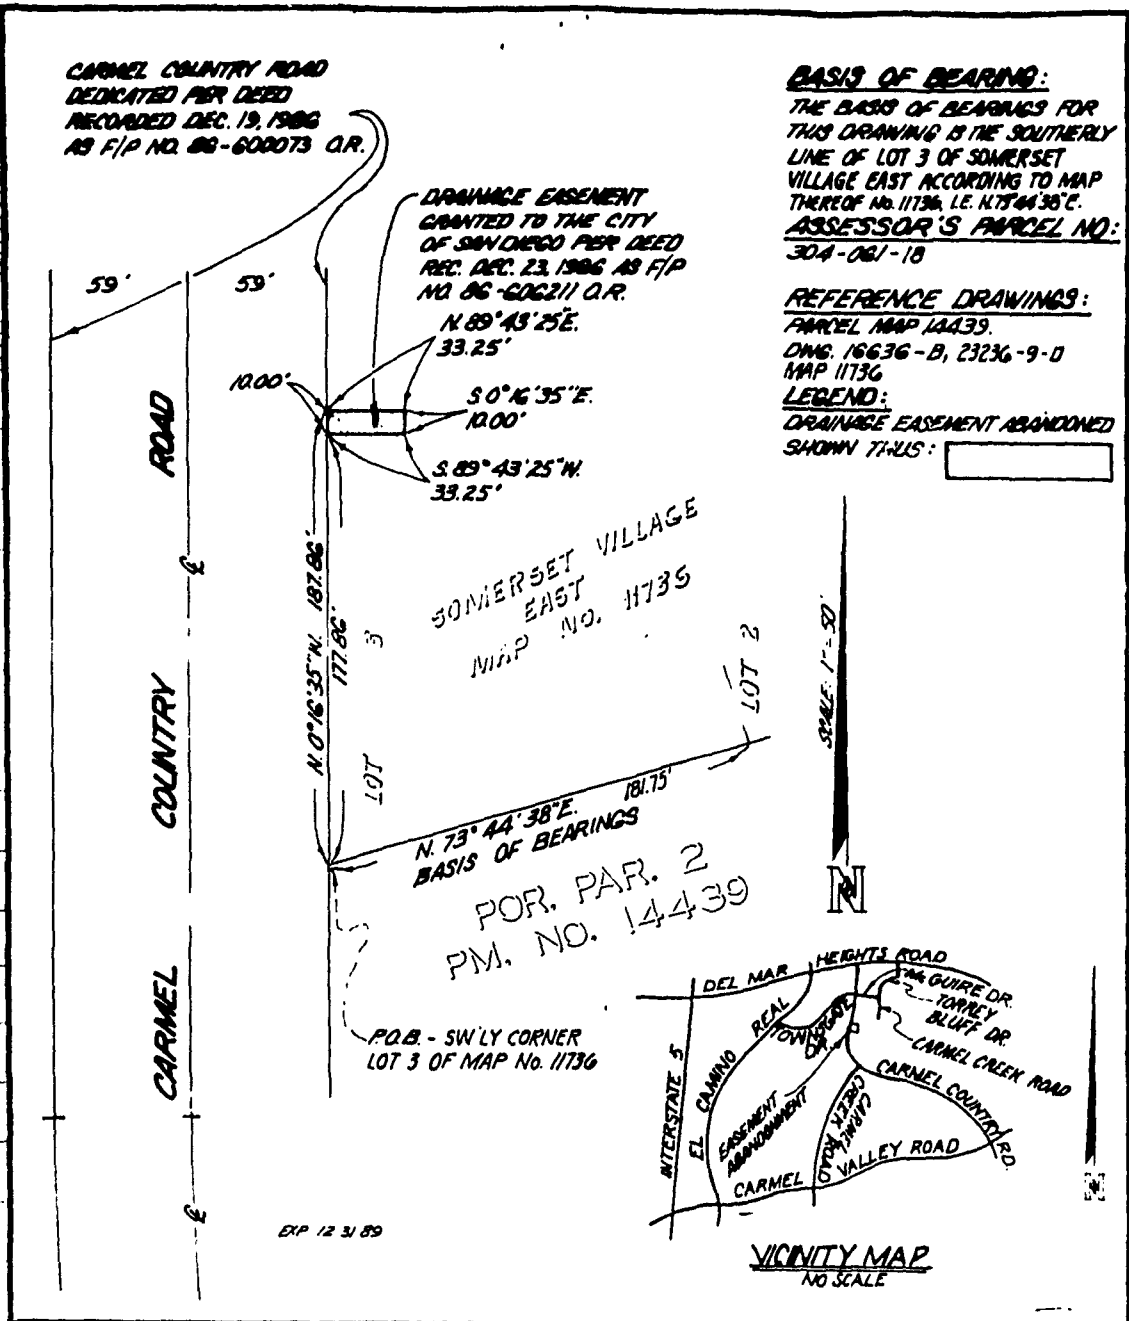 CARMEL COUNTRY ROAD
DEDICATED PER DEED
RECORDED DEC. 19, 1986
AS F/P NO. 86-600073 O.R.
DRAINAGE EASEMENT
GRANTED TO THE CITY
OF SAN DIEGO PER DEED
REC. DEC. 23, 1986 AS F/P
NO. 86-606211 O.R.
59'
59'
N. 89°43'25"E.
33.25'
10.00'
S. 0°16'35"E.
10.00'
S. 89°43'25"W.
33.25'
N. 0°16'35"W. 187.86'
177.86'
CARMEL COUNTRY ROAD
℄
℄
SOMERSET VILLAGE
EAST
MAP NO. 11736
LOT 3
LOT 2
N. 73°44'38"E. 181.75'
BASIS OF BEARINGS
POR. PAR. 2
PM. NO. 14439
P.O.B. - SW'LY CORNER
LOT 3 OF MAP No. 11736
EXP 12 31 89
BASIS OF BEARING:
THE BASIS OF BEARINGS FOR
THIS DRAWING IS THE SOUTHERLY
LINE OF LOT 3 OF SOMERSET
VILLAGE EAST ACCORDING TO MAP
THEREOF No. 11736, I.E. N.73°44'38"E.
ASSESSOR'S PARCEL NO:
304-061-18
REFERENCE DRAWINGS:
PARCEL MAP 14439.
DWG. 16636-B, 23236-9-D
MAP 11736
LEGEND:
DRAINAGE EASEMENT ABANDONED
SHOWN THUS:
SCALE: 1"=50'
N
DEL MAR HEIGHTS ROAD
McGUIRE DR.
TORREY
BLUFF DR.
CARMEL CREEK ROAD
TOWNSGATE
DR.
EL CAMINO REAL
INTERSTATE 5
EASEMENT
ABANDONMENT
CARMEL
CREEK ROAD
CARMEL COUNTRY RD.
CARMEL VALLEY ROAD
N
VICINITY MAP
NO SCALE